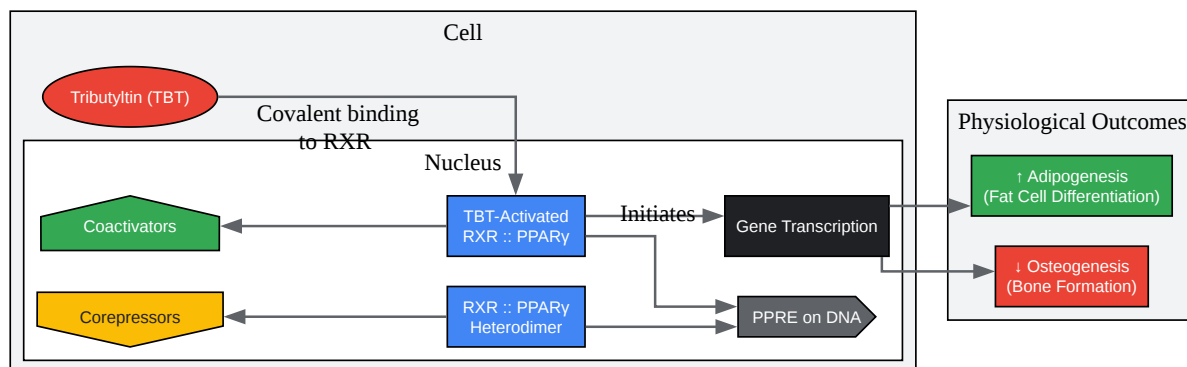 Cell
Tributyltin (TBT)
Covalent binding
to RXR
Nucleus
Coactivators
TBT-Activated
RXR :: PPARγ
Initiates
Gene Transcription
Corepressors
RXR :: PPARγ
Heterodimer
PPRE on DNA
Physiological Outcomes
↑ Adipogenesis
(Fat Cell Differentiation)
↓ Osteogenesis
(Bone Formation)